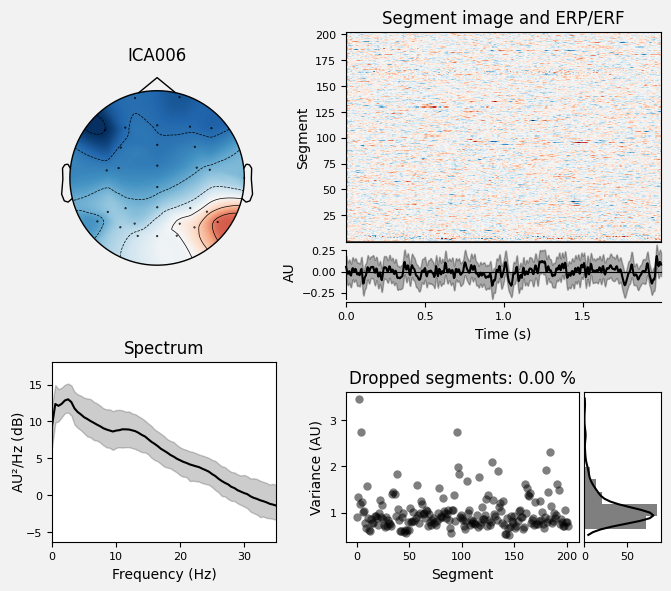 ICA006
Segment image and ERP/ERF
Segment
200
175
150
125
100
75
50
25
AU
0.25
0.00
−0.25
0.0 0.5 1.0 1.5
Time (s)
Spectrum
AU²/Hz (dB)
15
10
5
0
−5
0 10 20 30
Frequency (Hz)
Dropped segments: 0.00 %
Variance (AU)
3
2
1
0 50 100 150 200
Segment
0 50